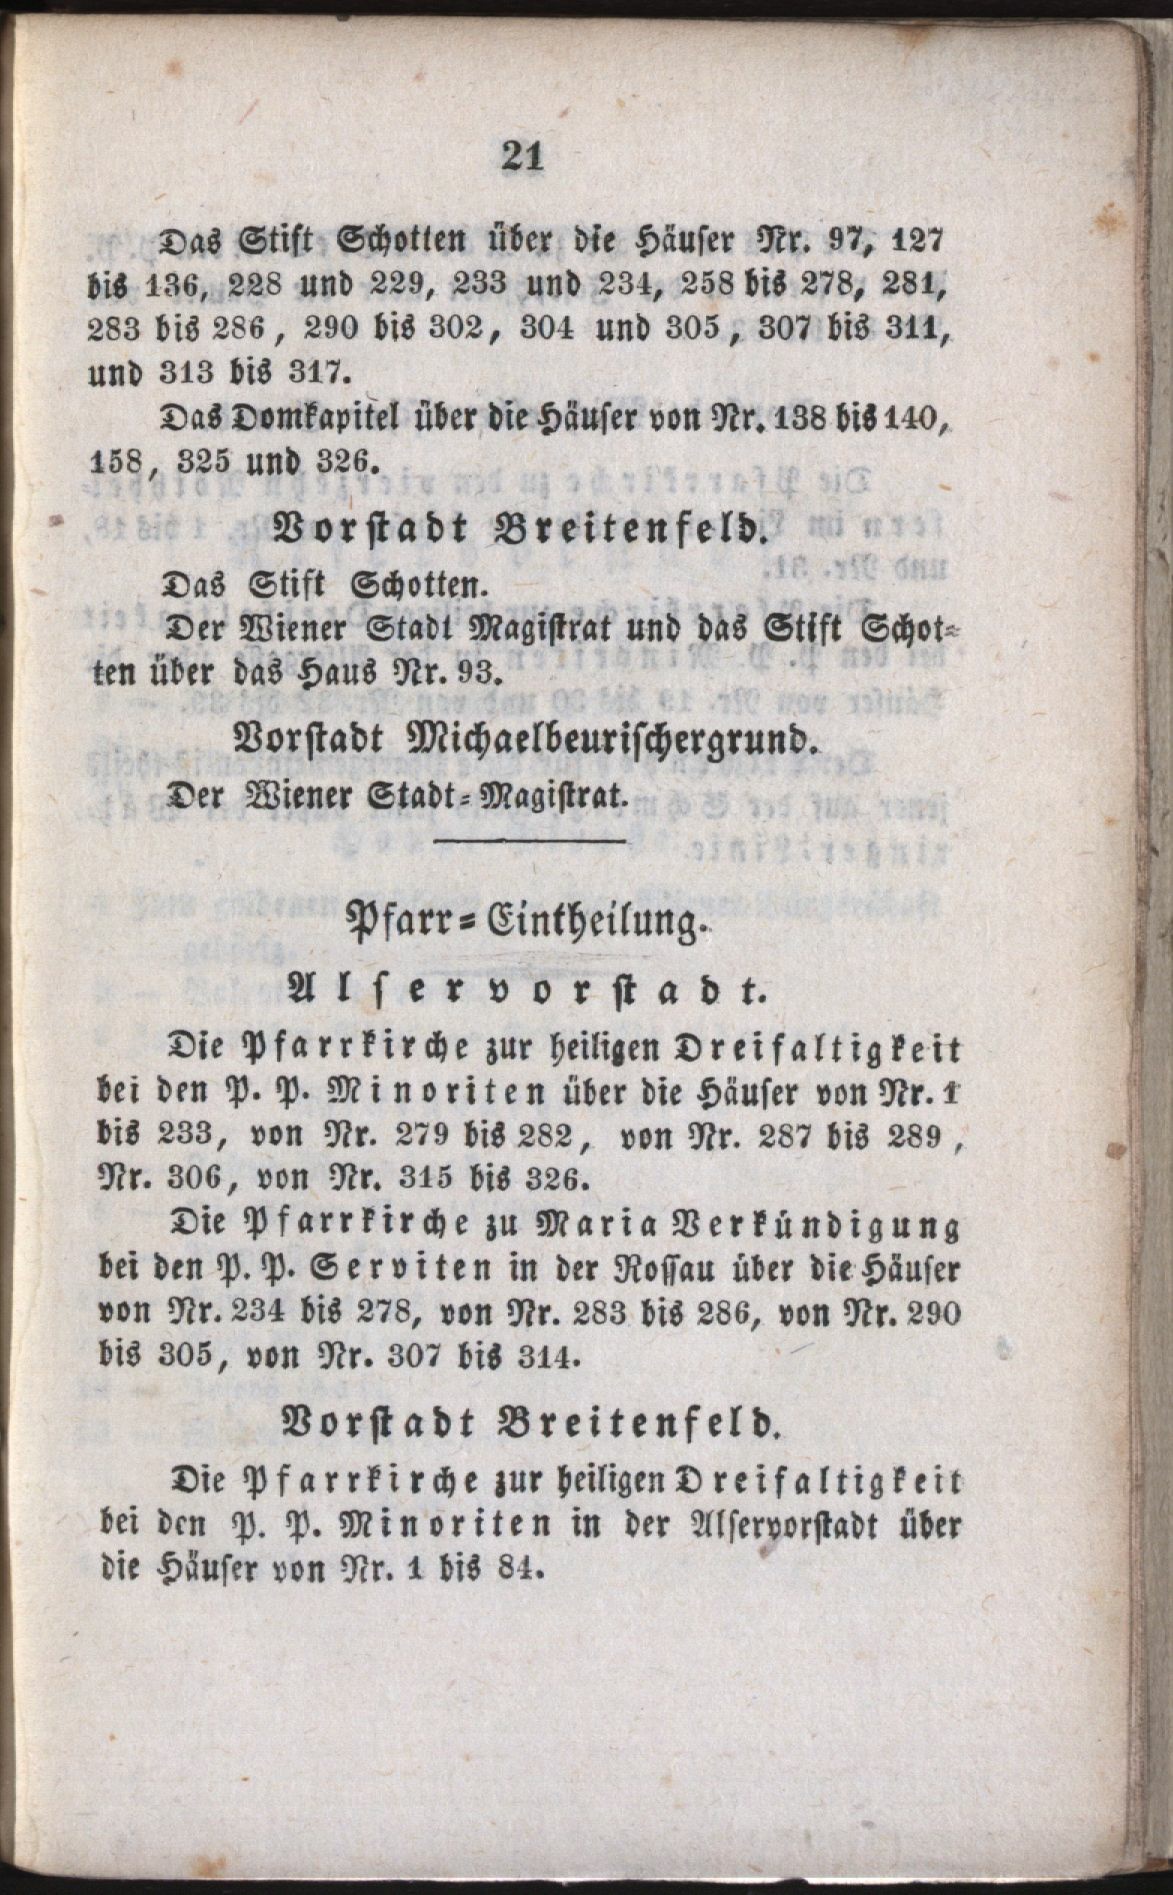 21
Das Stift Schotten über die Häuser Nr. 97, 127
bis 136, 228 und 229, 233 und 234, 258 bis 278, 281,
283 bis 286, 290 bis 302, 304 und 305, 307 bis 311,
und 313 bis 317.
Das Domkapitel über die Häuser von Nr. 138 bis 140,
158, 325 und 326.
Vorstadt Breitenfeld.
Das Stift Schotten.
Der Wiener Stadt Magistrat und das Stift Schot-
ten über das Haus Nr. 93.
Vorstadt Michaelbeurischergrund.
Der Wiener Stadt-Magistrat.
Pfarr-Eintheilung.
Alservorstadt.
Die Pfarrkirche zur heiligen Dreifaltigkeit
bei den P. P. Minoriten über die Häuser von Nr. 1
bis 233, von Nr. 279 bis 282, von Nr. 287 bis 289,
Nr. 306, von Nr. 315 bis 326.
Die Pfarrkirche zu Maria Verkündigung
bei den P. P. Serviten in der Rossau über die Häuser
von Nr. 234 bis 278, von Nr. 283 bis 286, von Nr. 290
bis 305, von Nr. 307 bis 314.
Vorstadt Breitenfeld.
Die Pfarrkirche zur heiligen Dreifaltigkeit
bei den P. P. Minoriten in der Alservorstadt über
die Häuser von Nr. 1 bis 84.